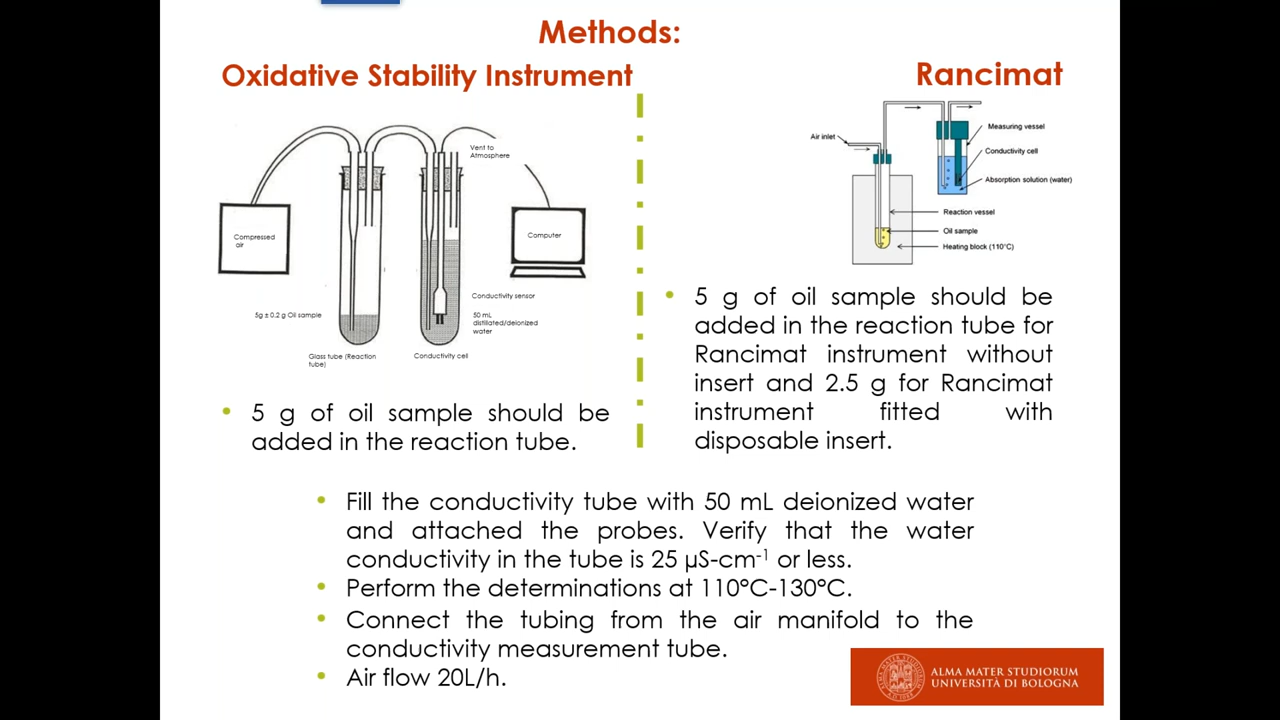 Methods:
Oxidative Stability Instrument
Vent to
Atmosphere
Compressed
air
Computer
Conductivity sensor
5g ± 0.2 g Oil sample
50 mL
distilled/deionized
water
Glass tube (Reaction
tube)
Conductivity cell
• 5 g of oil sample should be
added in the reaction tube.
Rancimat
Air inlet
Measuring vessel
Conductivity cell
Absorption solution (water)
Reaction vessel
Oil sample
Heating block (110°C)
• 5 g of oil sample should be
added in the reaction tube for
Rancimat instrument without
insert and 2.5 g for Rancimat
instrument fitted with
disposable insert.
• Fill the conductivity tube with 50 mL deionized water
and attached the probes. Verify that the water
conductivity in the tube is 25 µS-cm⁻¹ or less.
• Perform the determinations at 110°C-130°C.
• Connect the tubing from the air manifold to the
conductivity measurement tube.
• Air flow 20L/h.
ALMA MATER STUDIORUM
UNIVERSITÀ DI BOLOGNA